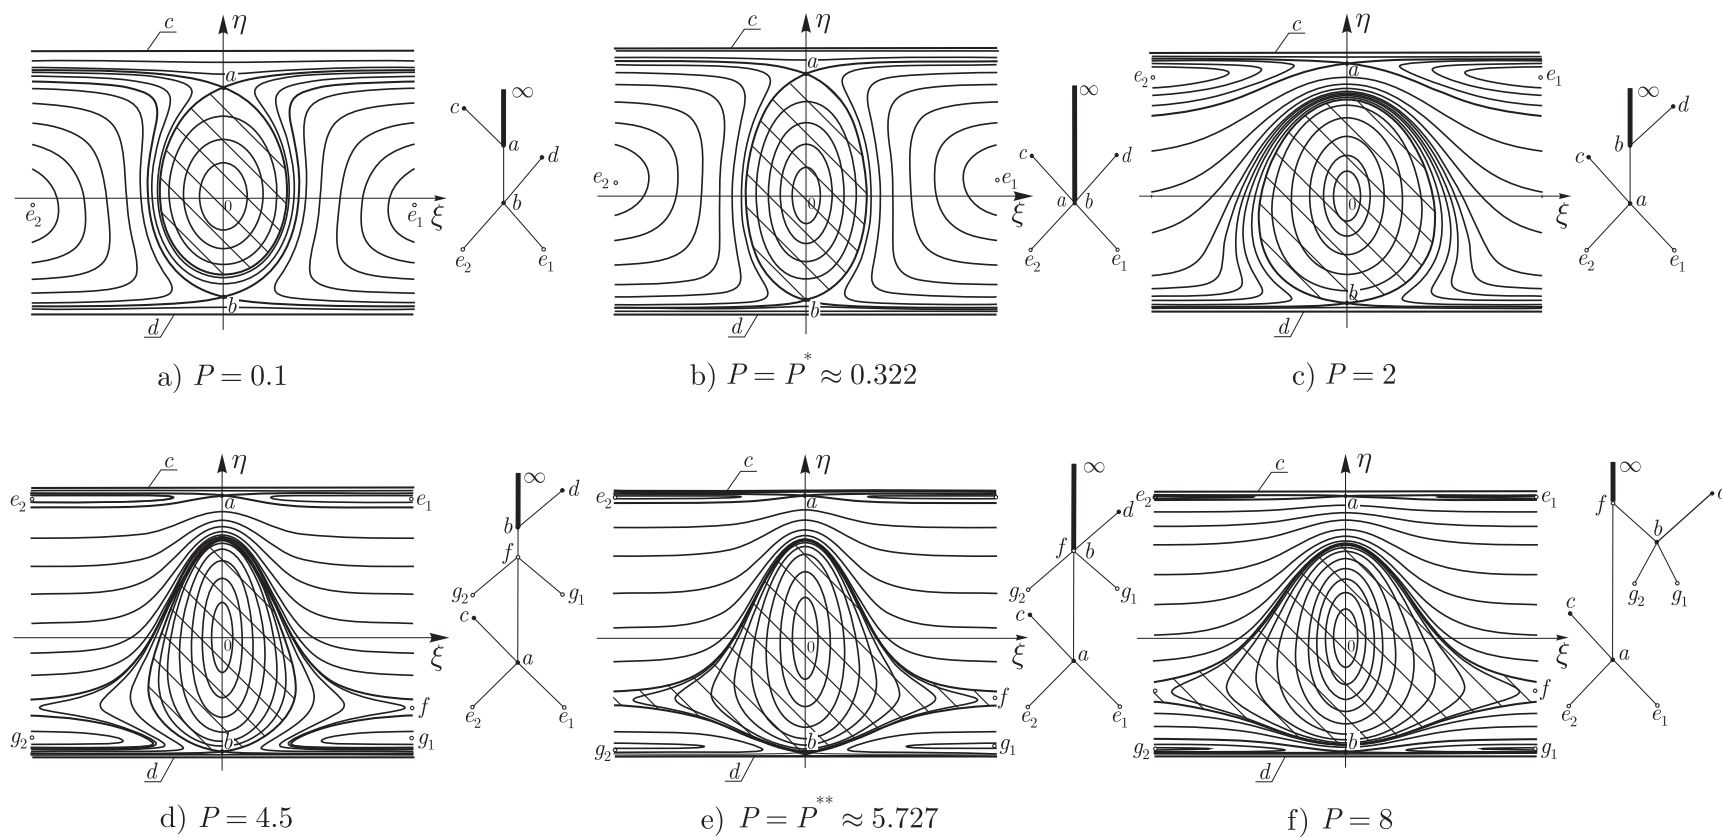 c η a ∞ c a d b e₂ e₁ e₂ 0 e₁ ξ b d
a) P = 0.1
c η a ∞ c d a b e₂ e₁ e₂ 0 e₁ ξ b d
b) P = P* ≈ 0.322
c η e₂ a e₁ ∞ d b c a e₂ e₁ 0 ξ b d
c) P = 2
c η e₂ a e₁ ∞ d b f g₂ g₁ c a e₂ e₁ 0 ξ f g₂ b g₁ d
d) P = 4.5
c η e₂ a ∞ d f b g₂ g₁ c a e₂ e₁ 0 ξ f g₂ b g₁ d
e) P = P** ≈ 5.727
c η e₂ a e₁ ∞ f b g₂ g₁ c a e₂ e₁ 0 ξ f g₂ b g₁ d
f) P = 8